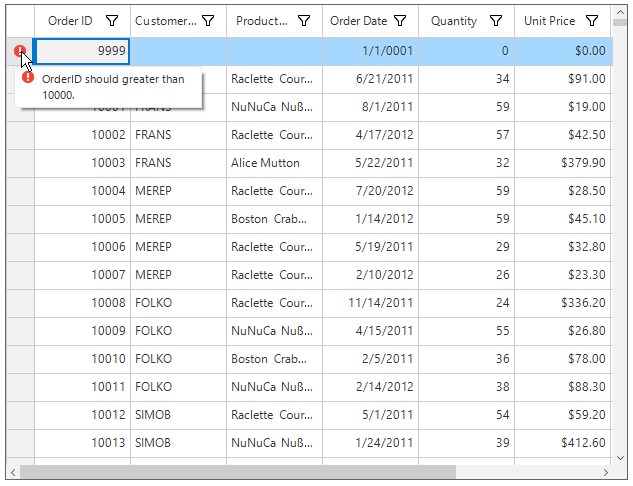 Order ID Customer... Product... Order Date Quantity Unit Price
9999 1/1/0001 0 $0.00
OrderID should greater than
10000.
Raclette Cour... 6/21/2011 34 $91.00
NuNuCa Nuß... 8/1/2011 59 $19.00
10002 FRANS Raclette Cour... 4/17/2012 57 $42.50
10003 FRANS Alice Mutton 5/22/2011 32 $379.90
10004 MEREP Raclette Cour... 7/20/2012 59 $28.50
10005 MEREP Boston Crab... 1/14/2012 59 $45.10
10006 MEREP Raclette Cour... 5/19/2011 29 $32.80
10007 MEREP Raclette Cour... 2/10/2012 26 $23.30
10008 FOLKO Raclette Cour... 11/14/2011 24 $336.20
10009 FOLKO NuNuCa Nuß... 4/15/2011 55 $26.80
10010 FOLKO Boston Crab... 2/5/2011 36 $78.00
10011 FOLKO NuNuCa Nuß... 2/14/2012 38 $88.30
10012 SIMOB Raclette Cour... 5/1/2011 54 $59.20
10013 SIMOB NuNuCa Nuß... 1/24/2011 39 $412.60